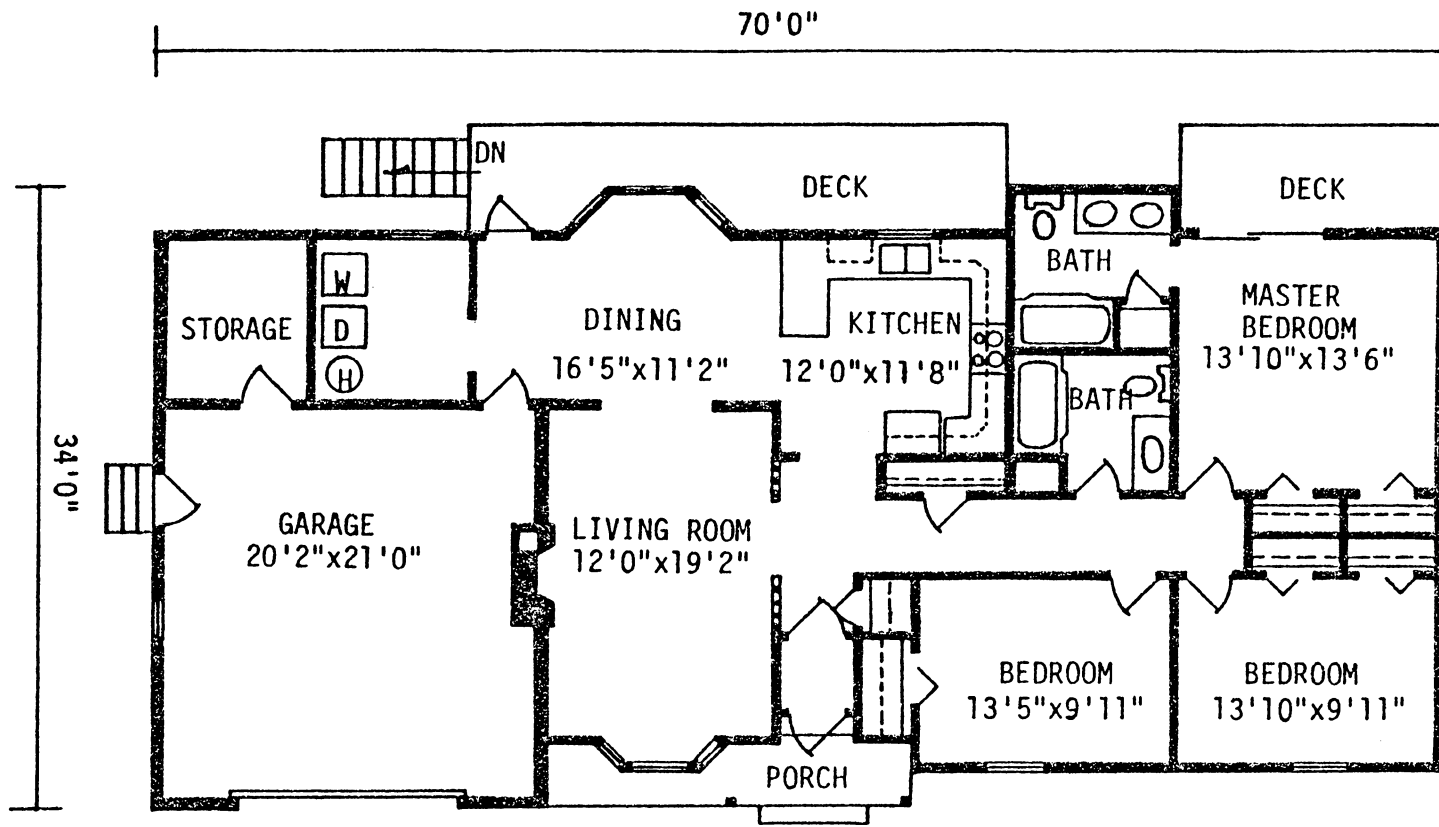 70'0"
DN
DECK
DECK
BATH
W
STORAGE
D
H
DINING
16'5"x11'2"
KITCHEN
12'0"x11'8"
MASTER
BEDROOM
13'10"x13'6"
BATH
34'0"
GARAGE
20'2"x21'0"
LIVING ROOM
12'0"x19'2"
BEDROOM
13'5"x9'11"
BEDROOM
13'10"x9'11"
PORCH